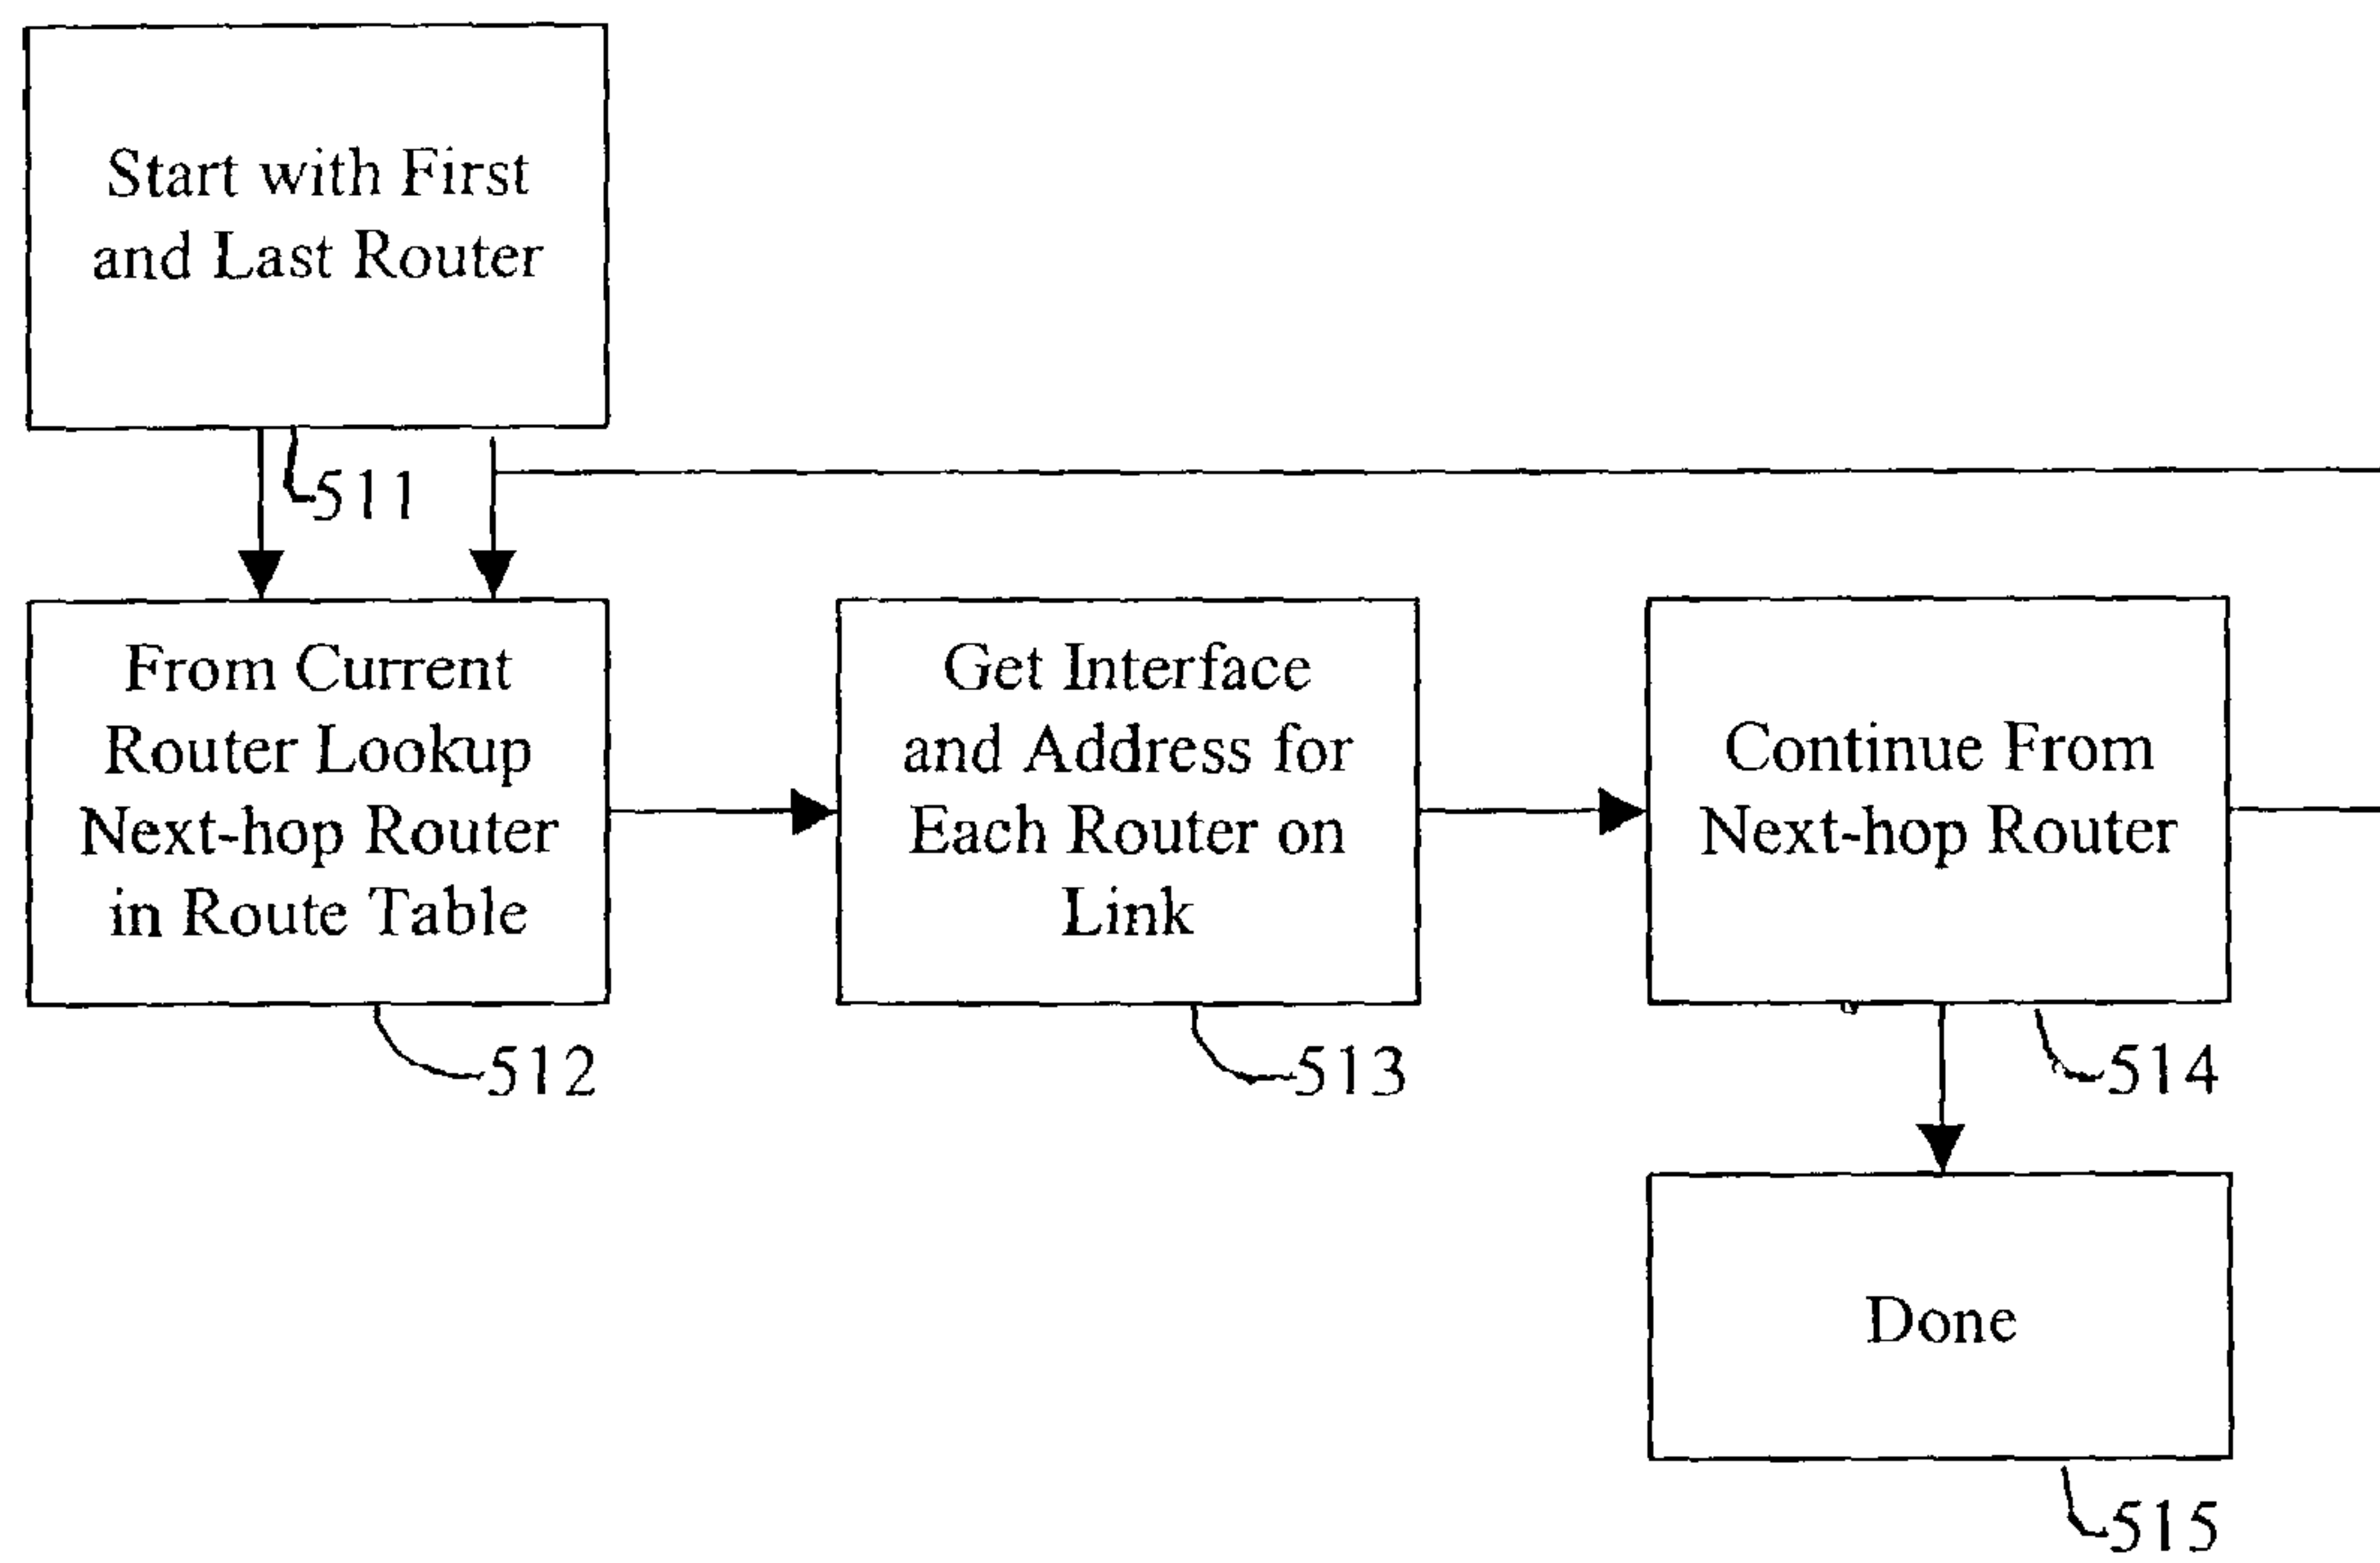 Start with First
and Last Router
511
From Current
Router Lookup
Next-hop Router
in Route Table
512
Get Interface
and Address for
Each Router on
Link
513
Continue From
Next-hop Router
514
Done
515